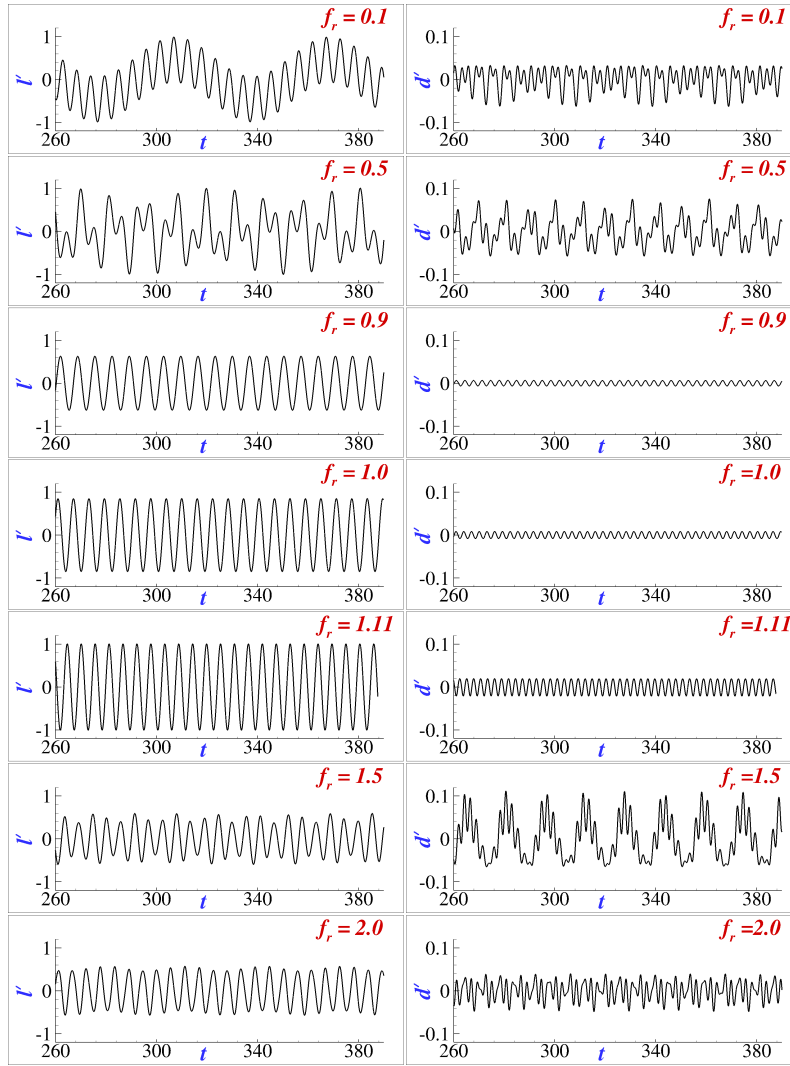 f_r = 0.1
1
0
-1
l'
260
300
340
380
t
f_r = 0.1
0.1
0
-0.1
d'
260
300
340
380
t
f_r = 0.5
1
0
-1
l'
260
300
340
380
t
f_r = 0.5
0.1
0
-0.1
d'
260
300
340
380
t
f_r = 0.9
1
0
-1
l'
260
300
340
380
t
f_r = 0.9
0.1
0
-0.1
d'
260
300
340
380
t
f_r = 1.0
1
0
-1
l'
260
300
340
380
t
f_r =1.0
0.1
0
-0.1
d'
260
300
340
380
t
f_r = 1.11
1
0
-1
l'
260
300
340
380
t
f_r =1.11
0.1
0
-0.1
d'
260
300
340
380
t
f_r = 1.5
1
0
-1
l'
260
300
340
380
t
f_r =1.5
0.1
0
-0.1
d'
260
300
340
380
t
f_r = 2.0
1
0
-1
l'
260
300
340
380
t
f_r =2.0
0.1
0
-0.1
d'
260
300
340
380
t